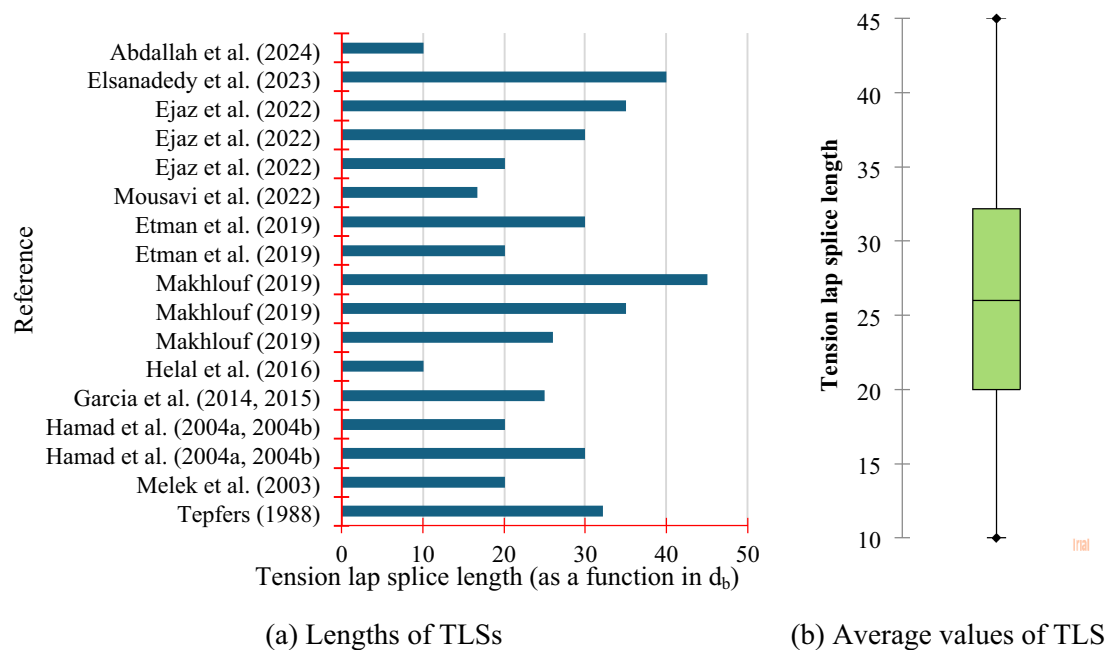 Reference
Abdallah et al. (2024)
Elsanadedy et al. (2023)
Ejaz et al. (2022)
Ejaz et al. (2022)
Ejaz et al. (2022)
Mousavi et al. (2022)
Etman et al. (2019)
Etman et al. (2019)
Makhlouf (2019)
Makhlouf (2019)
Makhlouf (2019)
Helal et al. (2016)
Garcia et al. (2014, 2015)
Hamad et al. (2004a, 2004b)
Hamad et al. (2004a, 2004b)
Melek et al. (2003)
Tepfers (1988)
0 10 20 30 40 50
Tension lap splice length (as a function in d_b)
(a) Lengths of TLSs
Tension lap splice length
45
40
35
30
25
20
15
10
Trial
(b) Average values of TLS